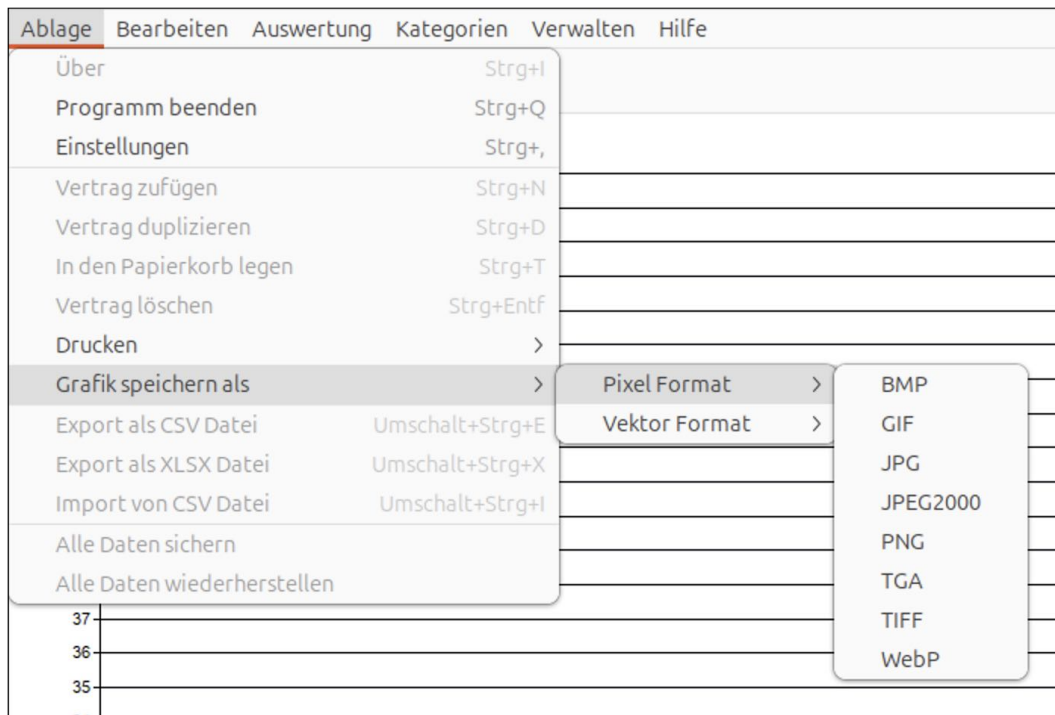 Ablage Bearbeiten Auswertung Kategorien Verwalten Hilfe
Über Strg+I
Programm beenden Strg+Q
Einstellungen Strg+,
Vertrag zufügen Strg+N
Vertrag duplizieren Strg+D
In den Papierkorb legen Strg+T
Vertrag löschen Strg+Entf
Drucken
Grafik speichern als
Export als CSV Datei Umschalt+Strg+E
Export als XLSX Datei Umschalt+Strg+X
Import von CSV Datei Umschalt+Strg+I
Alle Daten sichern
Alle Daten wiederherstellen
Pixel Format
Vektor Format
BMP
GIF
JPG
JPEG2000
PNG
TGA
TIFF
WebP
37
36
35